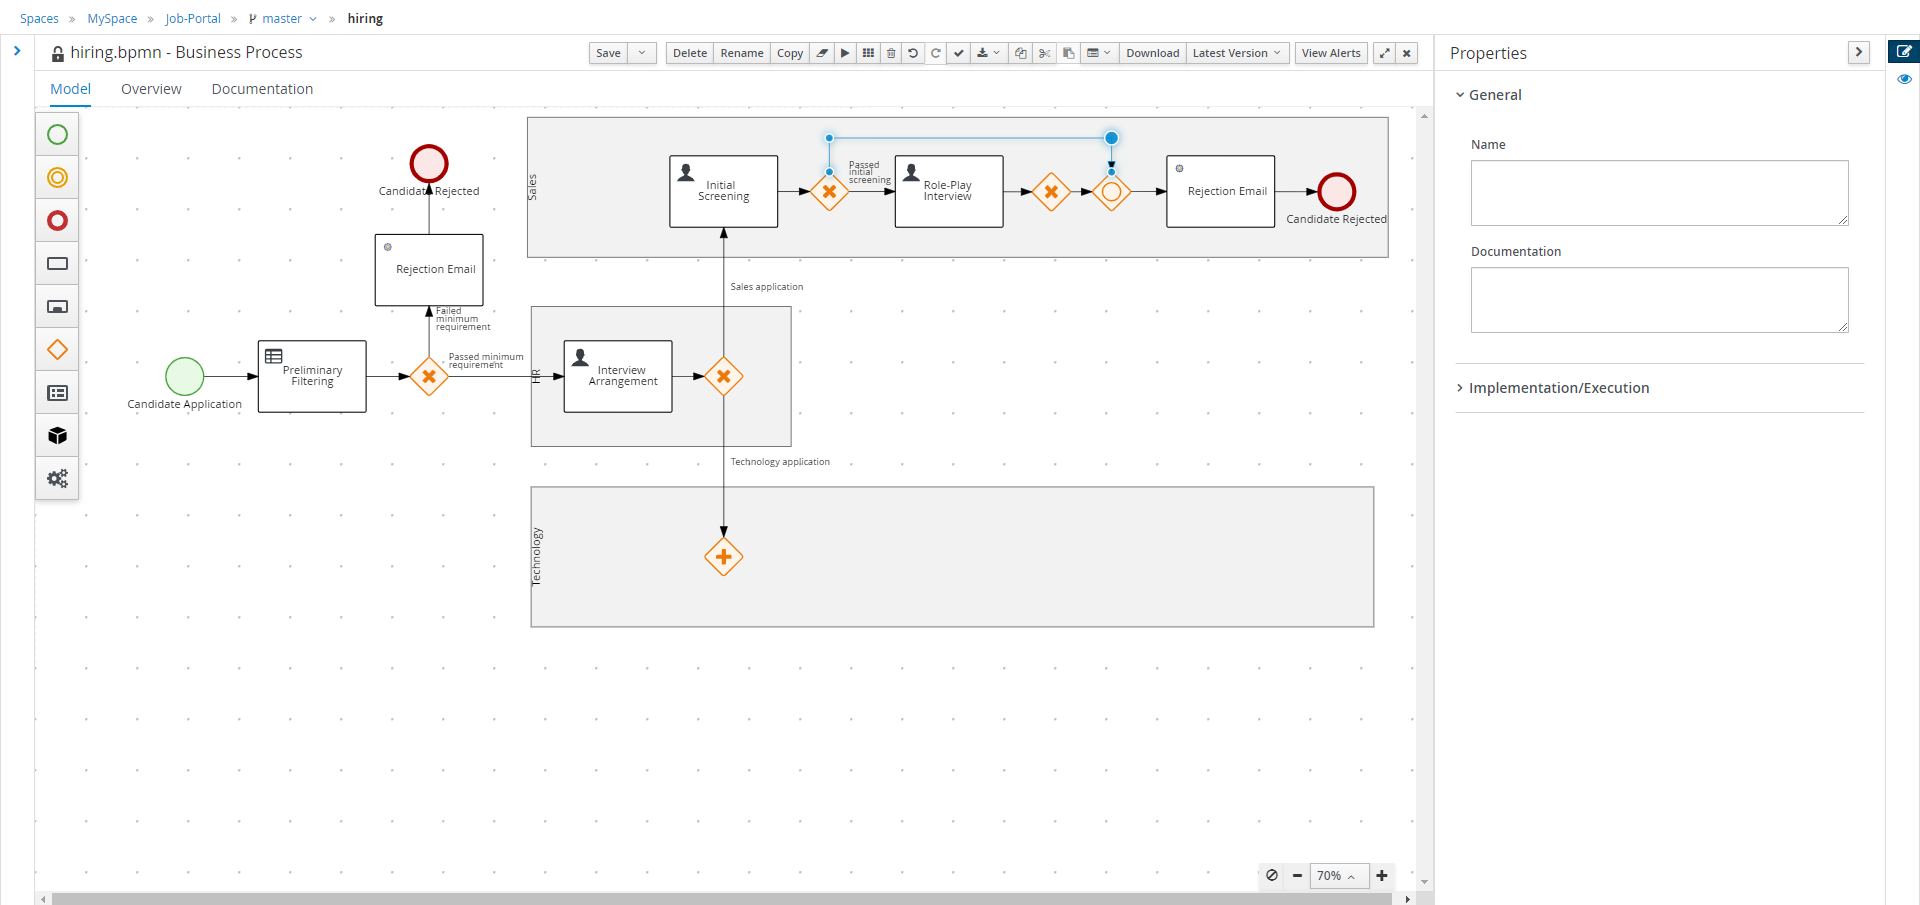 Spaces » MySpace » Job-Portal » master » hiring
hiring.bpmn - Business Process
Save
Delete
Rename
Copy
Download
Latest Version
View Alerts
Properties
Model
Overview
Documentation
General
Name
Documentation
Implementation/Execution
Candidate Rejected
Rejection Email
Failed
minimum
requirement
Candidate Application
Preliminary
Filtering
Passed minimum
requirement
HR
Interview
Arrangement
Sales application
Technology application
Sales
Initial
Screening
Passed
initial
screening
Role-Play
Interview
Rejection Email
Candidate Rejected
Technology
70%